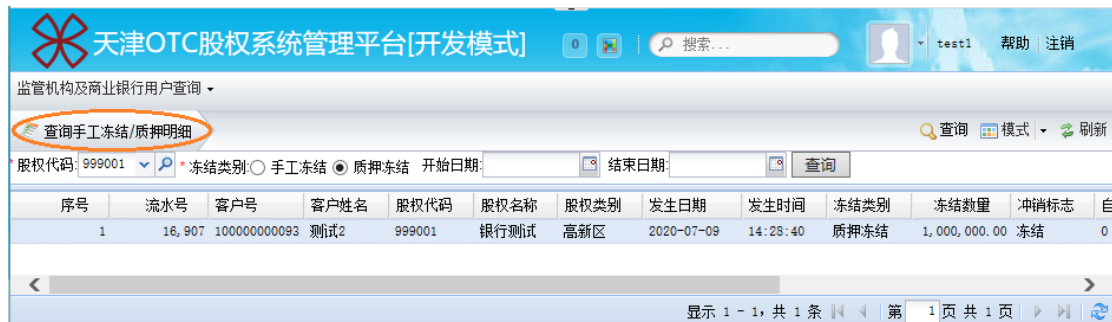 天津OTC股权系统管理平台[开发模式] 0 搜索... test1 帮助 注销
监管机构及商业银行用户查询
查询手工冻结/质押明细 查询 模式 刷新
*股权代码: 999001 *冻结类别: 手工冻结 质押冻结 开始日期: 结束日期: 查询
序号 流水号 客户号 客户姓名 股权代码 股权名称 股权类别 发生日期 发生时间 冻结类别 冻结数量 冲销标志
1 16,907 100000000093 测试2 999001 银行测试 高新区 2020-07-09 14:28:40 质押冻结 1,000,000.00 冻结 0
显示 1 - 1, 共 1 条 第 1 页 共 1 页